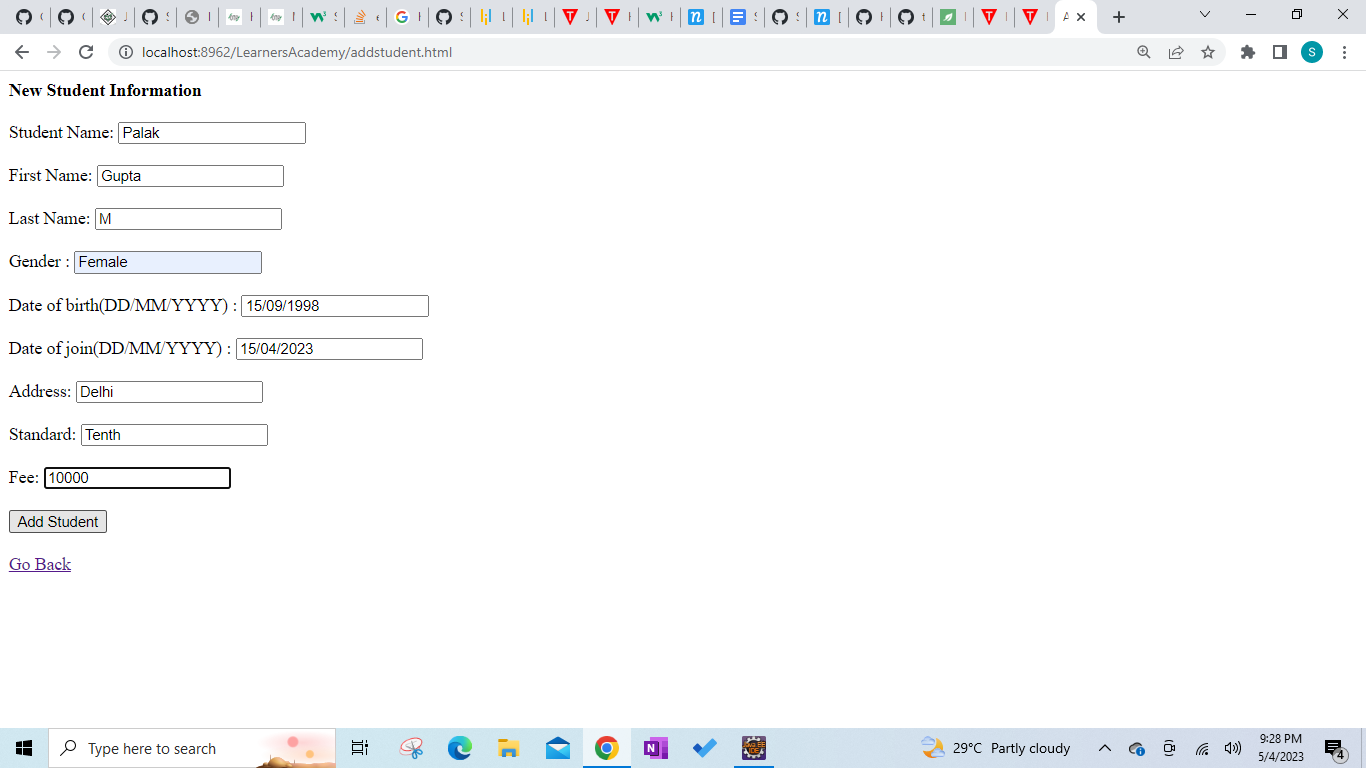 localhost:8962/LearnersAcademy/addstudent.html
S
New Student Information
Student Name: Palak
First Name: Gupta
Last Name: M
Gender : Female
Date of birth(DD/MM/YYYY) : 15/09/1998
Date of join(DD/MM/YYYY) : 15/04/2023
Address: Delhi
Standard: Tenth
Fee: 10000
Add Student
Go Back
Type here to search
29°C Partly cloudy
9:28 PM
5/4/2023
4